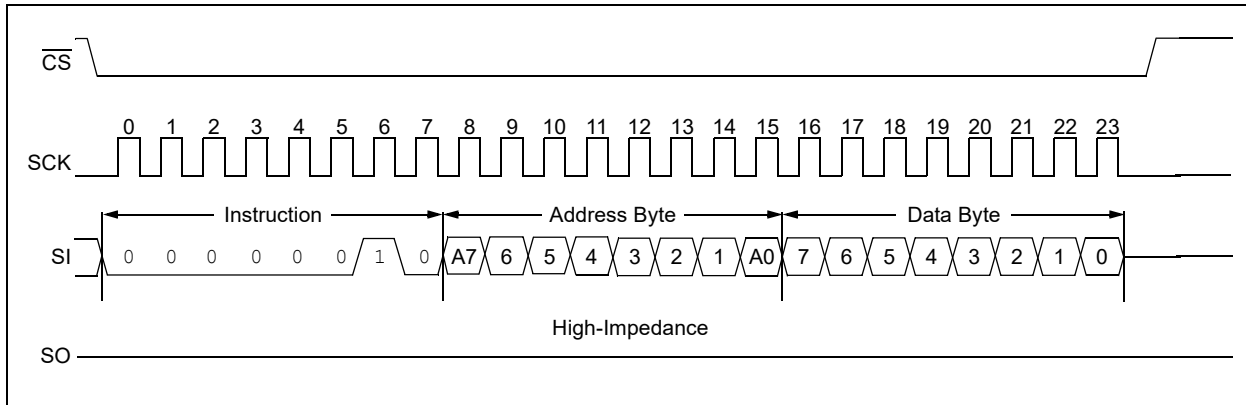 CS
0 1 2 3 4 5 6 7 8 9 10 11 12 13 14 15 16 17 18 19 20 21 22 23
SCK
Instruction Address Byte Data Byte
SI 0 0 0 0 0 0 1 0 A7 6 5 4 3 2 1 A0 7 6 5 4 3 2 1 0
High-Impedance
SO